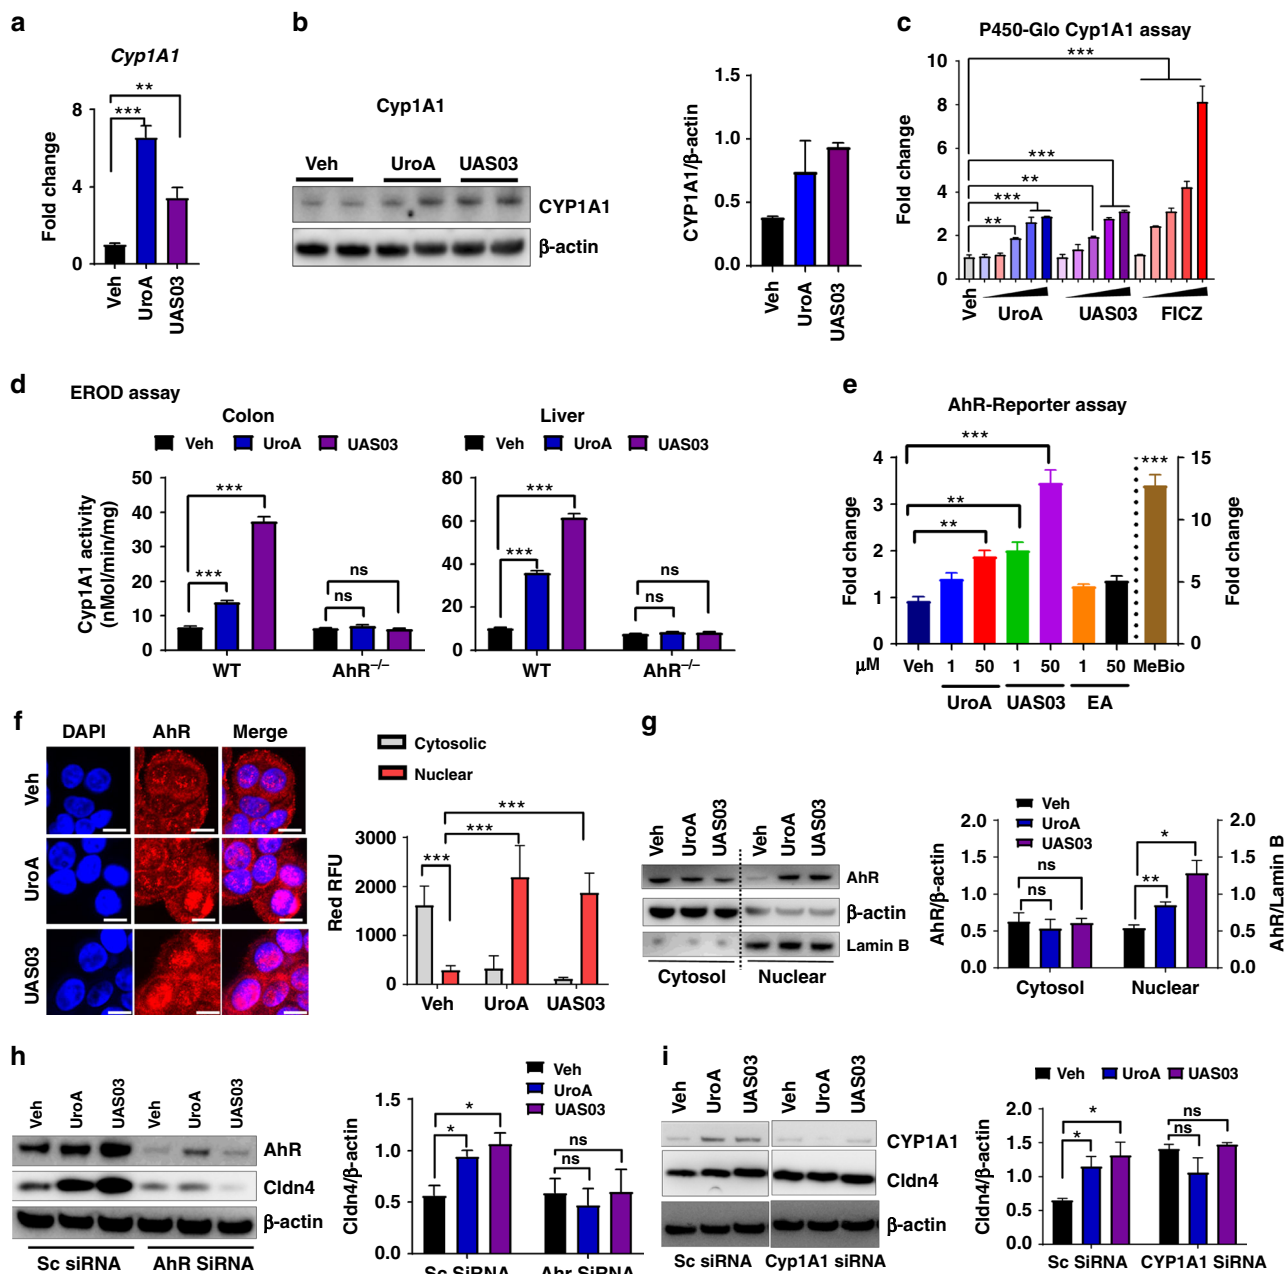 a
Cyp1A1
Fold change
8
4
0
**
***
Veh
UroA
UAS03
b
Cyp1A1
Veh UroA UAS03
CYP1A1
β-actin
CYP1A1/β-actin
1.5
1.0
0.5
0.0
Veh
UroA
UAS03
c
P450-Glo Cyp1A1 assay
Fold change
10
8
6
4
2
0
***
***
**
***
**
Veh
UroA UAS03 FICZ
d
EROD assay
Colon
Veh UroA UAS03
Cyp1A1 activity
(nMol/min/mg)
50
40
30
20
10
0
***
***
ns
ns
WT AhR–/–
Liver
Veh UroA UAS03
80
60
40
20
0
***
***
ns
ns
WT AhR–/–
e
AhR-Reporter assay
Fold change
4
3
2
1
0
***
**
**
***
15
10
5
0
Fold change
μM Veh 1 50 1 50 1 50 MeBio
UroA UAS03 EA
f
DAPI AhR Merge
Veh
UroA
UAS03
Cytosolic
Nuclear
Red RFU
3000
2000
1000
0
***
***
***
Veh UroA UAS03
g
Veh UroA UAS03 Veh UroA UAS03
AhR
β-actin
Lamin B
Cytosol Nuclear
Veh
UroA
UAS03
AhR/β-actin
2.0
1.5
1.0
0.5
0.0
ns
ns
*
**
2.0
1.5
1.0
0.5
0.0
AhR/Lamin B
Cytosol Nuclear
h
Veh UroA UAS03 Veh UroA UAS03
AhR
Cldn4
β-actin
Sc siRNA AhR SiRNA
Veh
UroA
UAS03
Cldn4/β-actin
1.5
1.0
0.5
0.0
*
*
ns
ns
Sc SiRNA Ahr SiRNA
i
Veh UroA UAS03 Veh UroA UAS03
CYP1A1
Cldn4
β-actin
Sc siRNA Cyp1A1 siRNA
Veh UroA UAS03
Cldn4/β-actin
2.0
1.5
1.0
0.5
0.0
*
*
ns
ns
Sc SiRNA CYP1A1 SiRNA